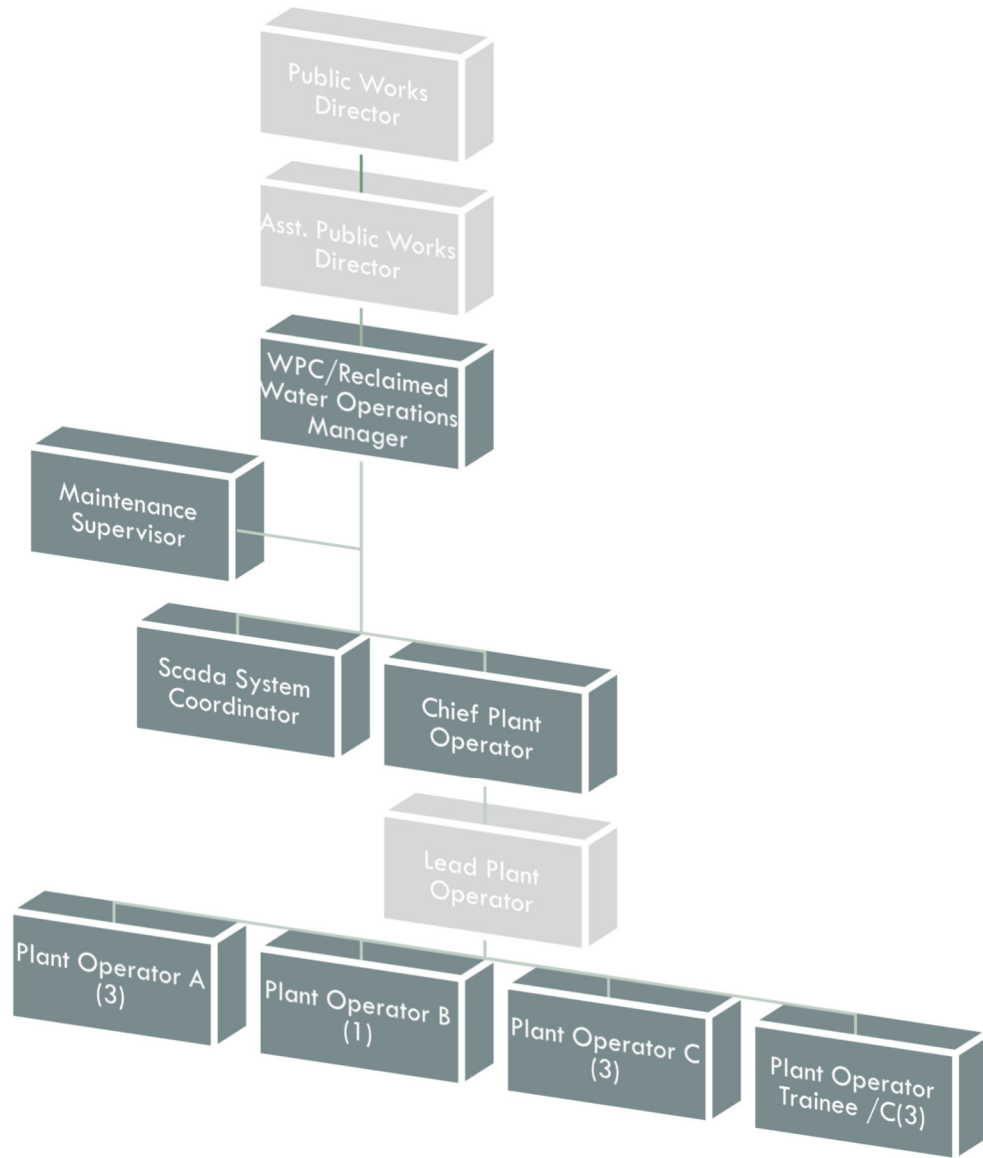 Public Works
Director
Asst. Public Works
Director
WPC/Reclaimed
Water Operations
Manager
Maintenance
Supervisor
Scada System
Coordinator
Chief Plant
Operator
Lead Plant
Operator
Plant Operator A
(3)
Plant Operator B
(1)
Plant Operator C
(3)
Plant Operator
Trainee /C(3)